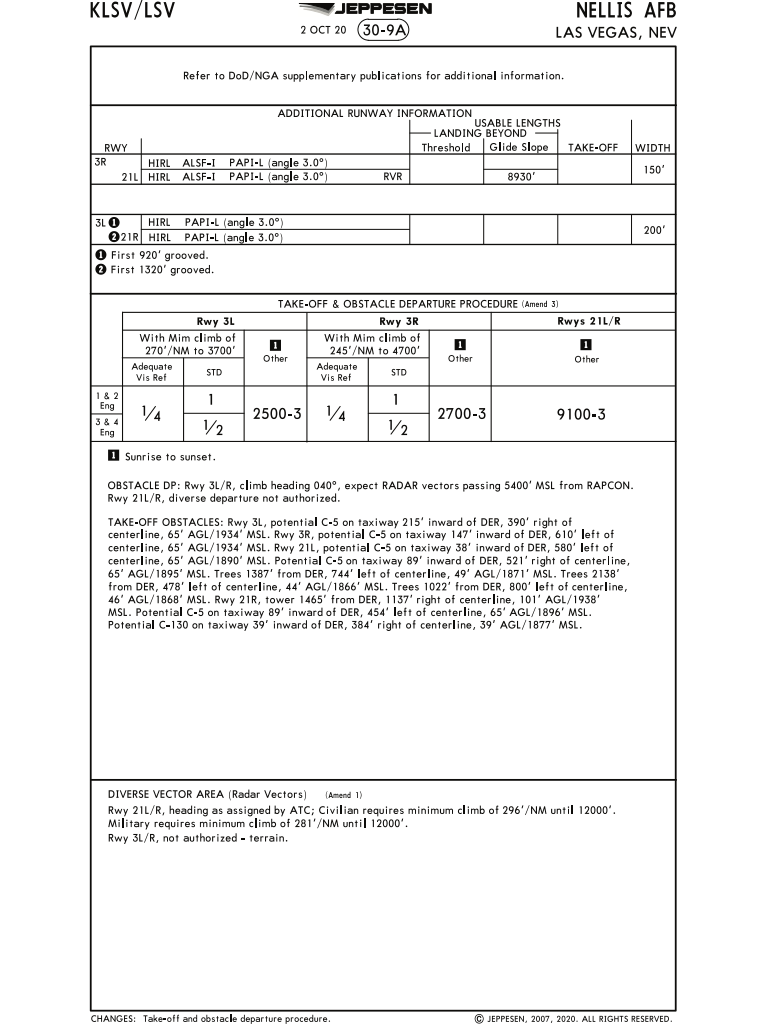 KLSV/LSV
JEPPESEN
NELLIS AFB
2 OCT 20
30-9A
LAS VEGAS, NEV
Refer to DoD/NGA supplementary publications for additional information.
ADDITIONAL RUNWAY INFORMATION
USABLE LENGTHS
LANDING BEYOND
RWY Threshold Glide Slope TAKE-OFF WIDTH
3R HIRL ALSF-I PAPI-L (angle 3.0°)
150'
21L HIRL ALSF-I PAPI-L (angle 3.0°) RVR 8930'
3L 1 HIRL PAPI-L (angle 3.0°)
200'
2 21R HIRL PAPI-L (angle 3.0°)
1 First 920' grooved.
2 First 1320' grooved.
TAKE-OFF & OBSTACLE DEPARTURE PROCEDURE (Amend 3)
Rwy 3L Rwy 3R Rwys 21L/R
With Mim climb of 1 With Mim climb of 1 1
270'/NM to 3700' 245'/NM to 4700'
Other Other Other
Adequate STD Adequate STD
Vis Ref Vis Ref
1 & 2
Eng
1 1
1/4 2500-3 1/4 2700-3 9100-3
3 & 4
Eng
1/2 1/2
1 Sunrise to sunset.
OBSTACLE DP: Rwy 3L/R, climb heading 040°, expect RADAR vectors passing 5400' MSL from RAPCON.
Rwy 21L/R, diverse departure not authorized.
TAKE-OFF OBSTACLES: Rwy 3L, potential C-5 on taxiway 215' inward of DER, 390' right of
centerline, 65' AGL/1934' MSL. Rwy 3R, potential C-5 on taxiway 147' inward of DER, 610' left of
centerline, 65' AGL/1934' MSL. Rwy 21L, potential C-5 on taxiway 38' inward of DER, 580' left of
centerline, 65' AGL/1890' MSL. Potential C-5 on taxiway 89' inward of DER, 521' right of centerline,
65' AGL/1895' MSL. Trees 1387' from DER, 744' left of centerline, 49' AGL/1871' MSL. Trees 2138'
from DER, 478' left of centerline, 44' AGL/1866' MSL. Trees 1022' from DER, 800' left of centerline,
46' AGL/1868' MSL. Rwy 21R, tower 1465' from DER, 1137' right of centerline, 101' AGL/1938'
MSL. Potential C-5 on taxiway 89' inward of DER, 454' left of centerline, 65' AGL/1896' MSL.
Potential C-130 on taxiway 39' inward of DER, 384' right of centerline, 39' AGL/1877' MSL.
DIVERSE VECTOR AREA (Radar Vectors) (Amend 1)
Rwy 21L/R, heading as assigned by ATC; Civilian requires minimum climb of 296'/NM until 12000'.
Military requires minimum climb of 281'/NM until 12000'.
Rwy 3L/R, not authorized - terrain.
CHANGES: Take-off and obstacle departure procedure.
© JEPPESEN, 2007, 2020. ALL RIGHTS RESERVED.